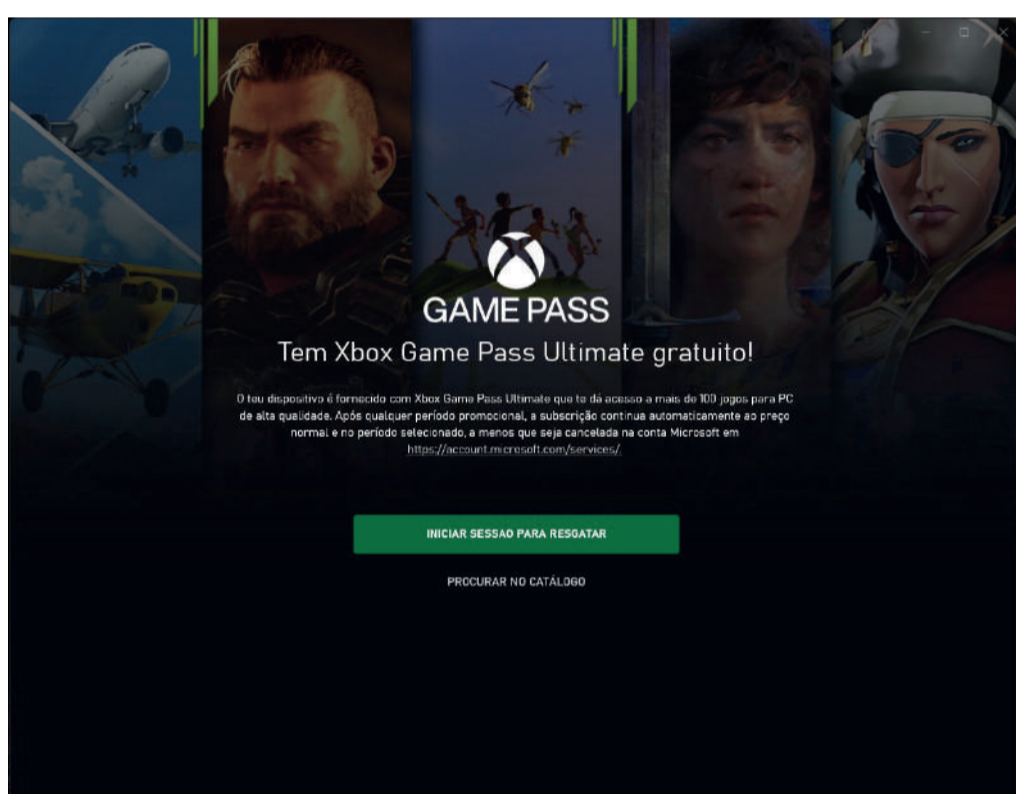 GAME PASS
Tem Xbox Game Pass Ultimate gratuito!
O teu dispositivo é fornecido com Xbox Game Pass Ultimate que te dá acesso a mais de 100 jogos para PC
de alta qualidade. Após qualquer período promocional, a subscrição continua automaticamente ao preço
normal e no período selecionado, a menos que seja cancelada na conta Microsoft em
https://account.microsoft.com/services/.
INICIAR SESSAO PARA RESGATAR
PROCURAR NO CATÁLOGO